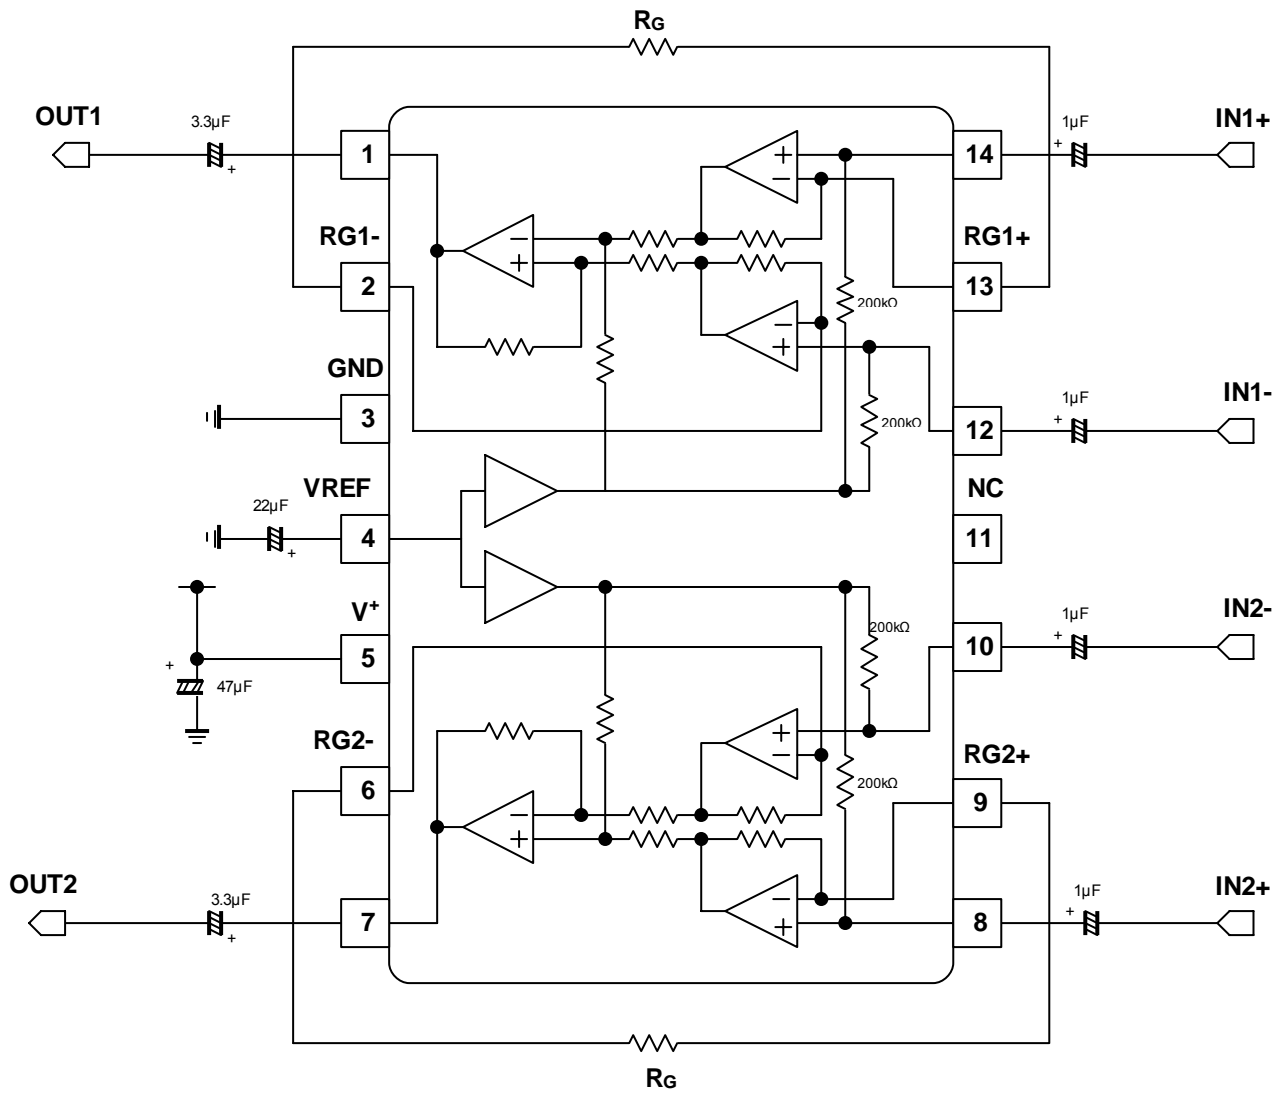 RG
OUT1
3.3µF
+
1
+
−
14
1µF
+
IN1+
RG1-
−
+
RG1+
2
13
200kΩ
−
+
GND
3
200kΩ
12
1µF
+
IN1-
VREF
22µF
+
4
NC
11
V+
5
+
47µF
200kΩ
10
1µF
+
IN2-
RG2-
6
+
−
RG2+
9
200kΩ
−
+
OUT2
3.3µF
+
7
−
+
8
1µF
+
IN2+
RG